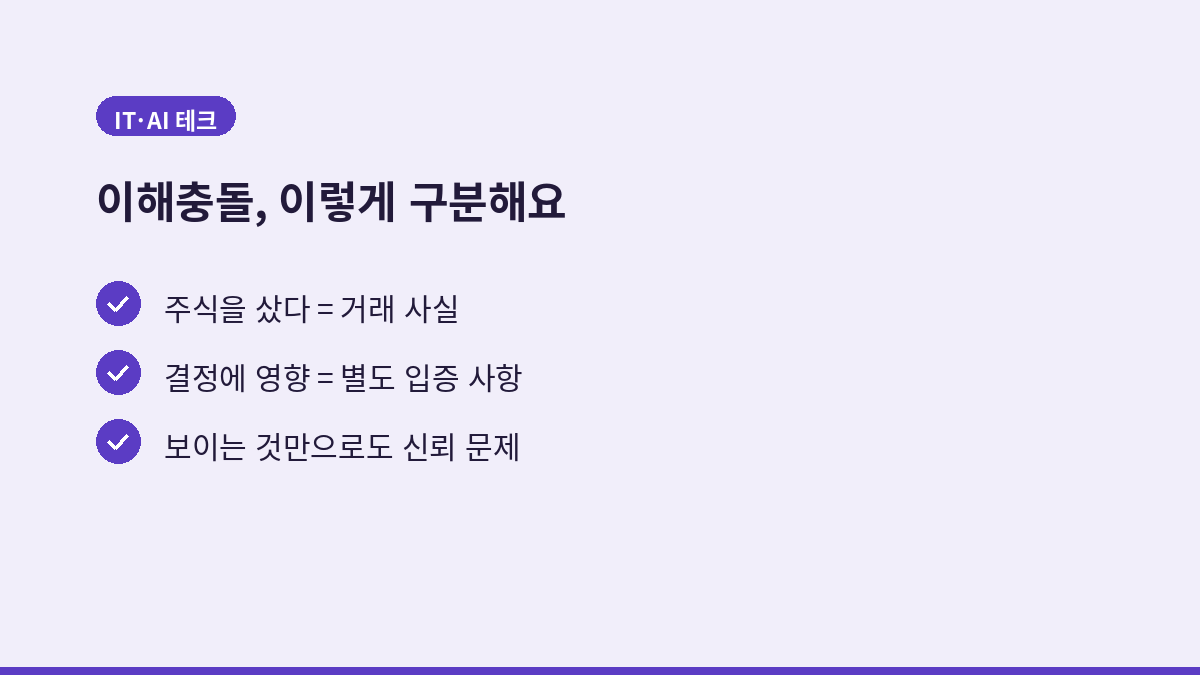 IT·AI 테크
이해충돌, 이렇게 구분해요
주식을 샀다 = 거래 사실
결정에 영향 = 별도 입증 사항
보이는 것만으로도 신뢰 문제